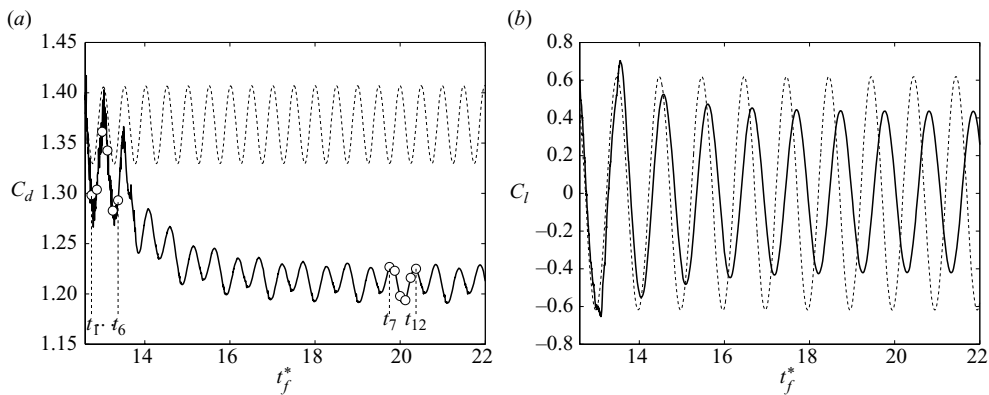 (a)
1.45
1.40
1.35
1.30
1.25
1.20
1.15
C_d
t_1 ... t_6
t_7 t_12
14 16 18 20 22
t_f^*
(b)
0.8
0.6
0.4
0.2
0
–0.2
–0.4
–0.6
–0.8
C_l
14 16 18 20 22
t_f^*